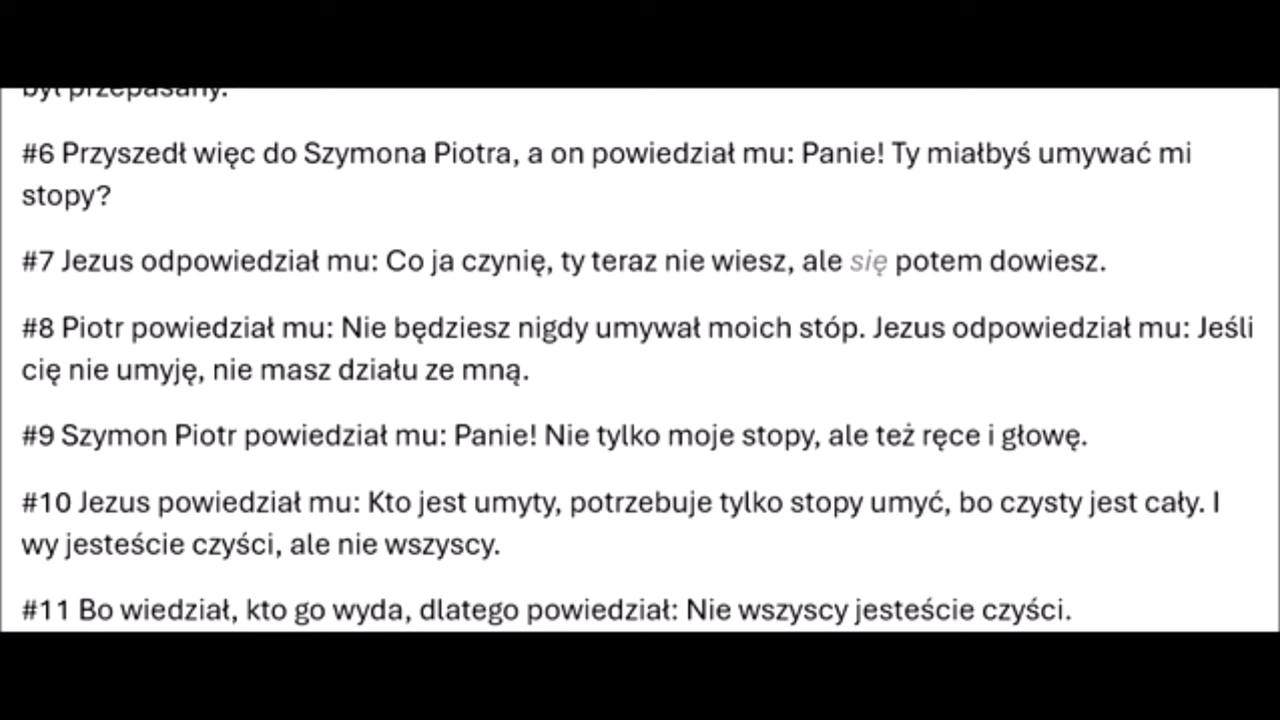 był przepasany.
#6 Przyszedł więc do Szymona Piotra, a on powiedział mu: Panie! Ty miałbyś umywać mi
stopy?
#7 Jezus odpowiedział mu: Co ja czynię, ty teraz nie wiesz, ale się potem dowiesz.
#8 Piotr powiedział mu: Nie będziesz nigdy umywał moich stóp. Jezus odpowiedział mu: Jeśli
cię nie umyję, nie masz działu ze mną.
#9 Szymon Piotr powiedział mu: Panie! Nie tylko moje stopy, ale też ręce i głowę.
#10 Jezus powiedział mu: Kto jest umyty, potrzebuje tylko stopy umyć, bo czysty jest cały. I
wy jesteście czyści, ale nie wszyscy.
#11 Bo wiedział, kto go wyda, dlatego powiedział: Nie wszyscy jesteście czyści.